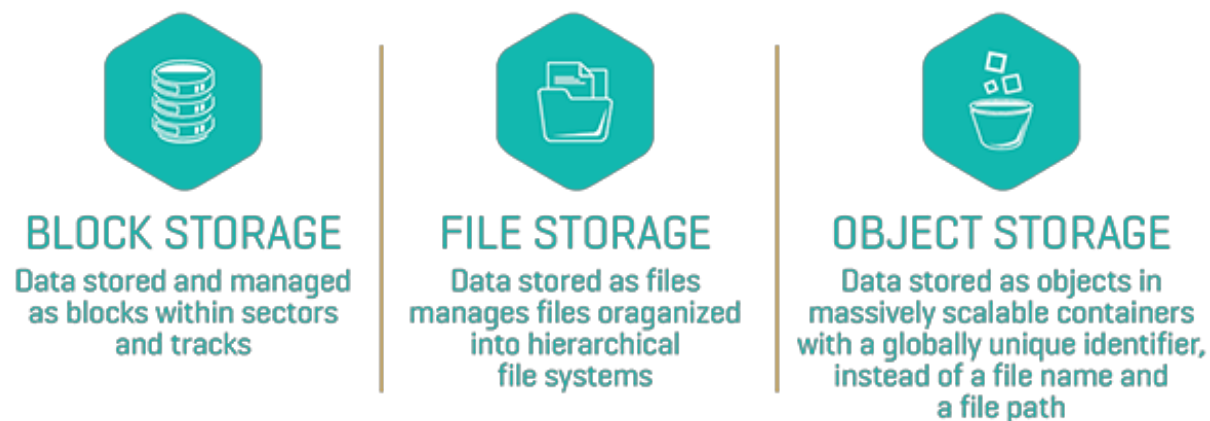 BLOCK STORAGE
Data stored and managed
as blocks within sectors
and tracks
FILE STORAGE
Data stored as files
manages files oraganized
into hierarchical
file systems
OBJECT STORAGE
Data stored as objects in
massively scalable containers
with a globally unique identifier,
instead of a file name and
a file path